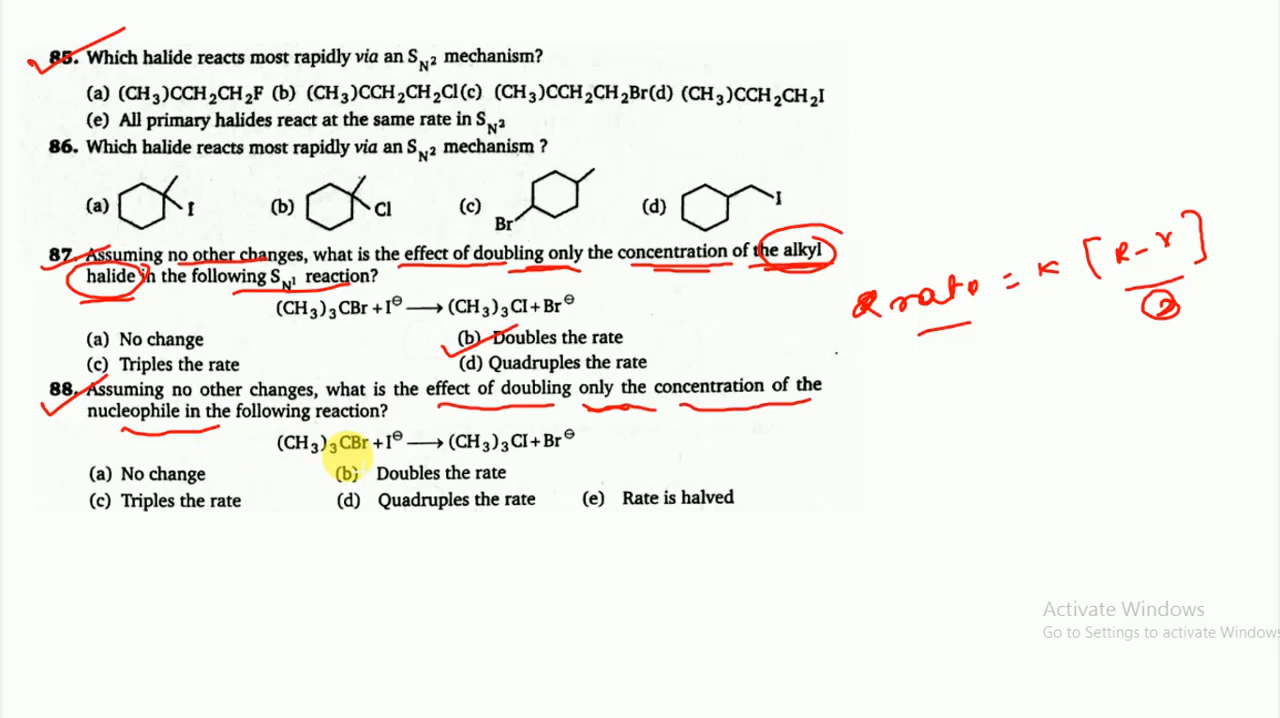 85. Which halide reacts most rapidly via an SN2 mechanism?
(a) (CH3)CCH2CH2F (b) (CH3)CCH2CH2Cl(c) (CH3)CCH2CH2Br(d) (CH3)CCH2CH2I
(e) All primary halides react at the same rate in SN2
86. Which halide reacts most rapidly via an SN2 mechanism ?
(a) I (b) Cl (c) Br (d) I
87. Assuming no other changes, what is the effect of doubling only the concentration of the alkyl
halide in the following SN1 reaction?
(CH3)3CBr + I⊖ ⟶ (CH3)3CI + Br⊖
(a) No change (b) Doubles the rate
(c) Triples the rate (d) Quadruples the rate
88. Assuming no other changes, what is the effect of doubling only the concentration of the
nucleophile in the following reaction?
(CH3)3CBr + I⊖ ⟶ (CH3)3CI + Br⊖
(a) No change (b) Doubles the rate
(c) Triples the rate (d) Quadruples the rate (e) Rate is halved
2 rate = K [R-X]
2
Activate Windows
Go to Settings to activate Windows